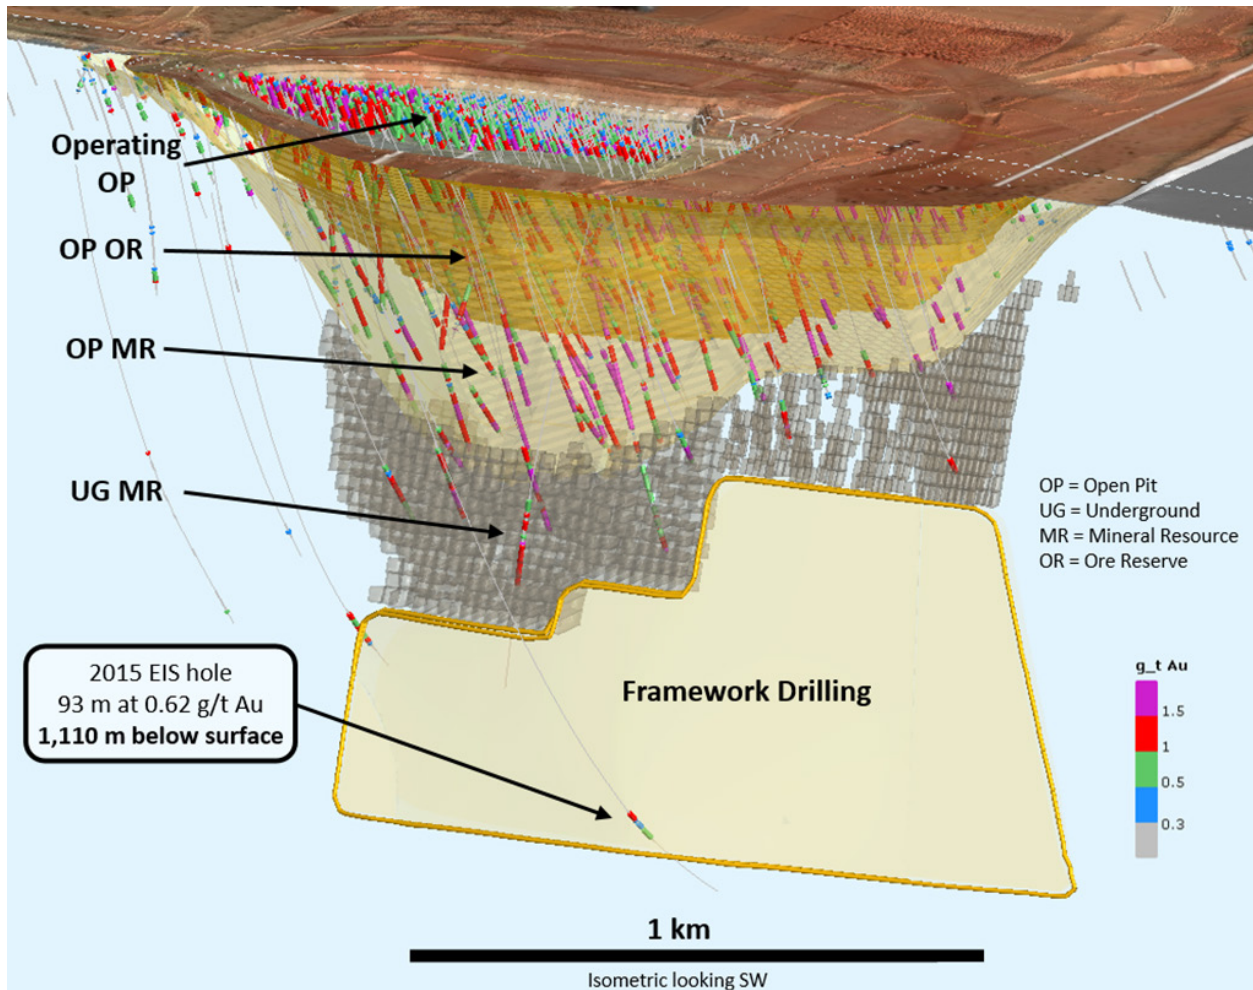 Operating
OP
OP OR
OP MR
UG MR
OP = Open Pit
UG = Underground
MR = Mineral Resource
OR = Ore Reserve
2015 EIS hole
93 m at 0.62 g/t Au
1,110 m below surface
Framework Drilling
g_t Au
1.5
1
0.5
0.3
1 km
Isometric looking SW